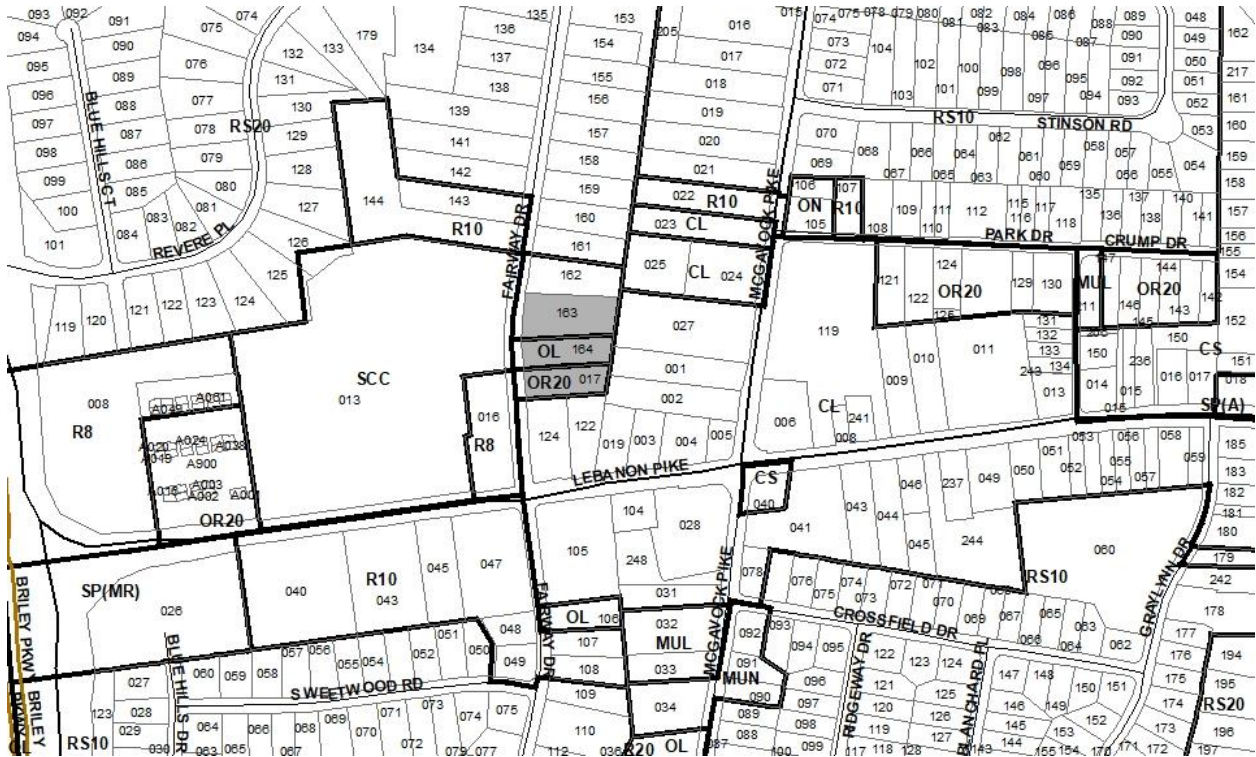 093 092 091 075 074 132 133 179 134 136 135 153 205 016 015 074 075 078 079 080 081 082 083 084 085 086 087 088 089 048 162
094 090 137 154 017 073 104 090 049
095 076 131 138 155 018 072 102 100 098 096 095 091 050 217
096 089 130 139 156 019 071 103 101 099 097 094 092 051 161
097 088 077 RS20 129 141 157 020 RS10 STINSON RD 093 052 160
098 087 078 128 142 158 021 070 068 066 064 062 061 059 058 057 053
099 086 079 127 144 143 159 022 R10 069 067 065 063 060 056 055 054 159
100 085 080 R10 160 023 CL 106 107 158
101 084 083 082 081 126 161 025 CL 024 ON R10 105 108 109 110 111 112 115 116 117 118 135 136 137 138 140 141 157
BLUE HILLS CT
REVERE PL
FAIRWAY DR
MCGAVOCK PIKE
PARK DR CRUMP DR
156
155
119 120 121 122 123 124 125 162 163 027 119 121 122 124 125 OR20 129 130 MUL 144 146 145 143 142 OR20 154
152
OL 164 131 132 133 134 150 CS
008 SCC 013 OR20 017 001 010 011 009 243 013 014 236 015 016 017 151 018
R8 A061 016 002 006 CL 241 008 SP(A)
A024 A038 R8 124 122 019 003 004 005
A049 A900
A003 A002
OR20
LEBANON PIKE
CS 040
104 028 105 248 041 043 044 046 045 237 049 244 050 051 052 053 054 055 056 057 058 059 060 185 183 182 181 180 179
SP(MR) 026 040 R10 043 045 047 078 RS10 242
OL 106 031 032 MUL 033 076 075 074 073 072 071 070 069 067 065 063 066 064 062 178
107 108 048 049 092 091 090 093 MUN 094 095 096
CROSSFIELD DR
GRAYLYNN DR
BRILEY PKWY
BRILEY
BLUE HILLS DR
SWEETWOOD RD
FAIRWAY DR
MCGAVOCK PIKE
RIDGEWAY DR
BLANCHARD PL
027 060 059 058 057 056 055 054 052 051 050 109 034 097 122 123 124 147 148 150 151 177 176 175 194 195
123 028 029 030 064 063 066 065 068 067 069 071 070 073 072 074 075 110 112 089 088 098 099 100 121 120 119 125 126 127 146 149 145 144 152 153 174 173 RS20 196 197
RS10 079 077 036 R20 OL 087 117 118 128 143 155 154 170 171 172